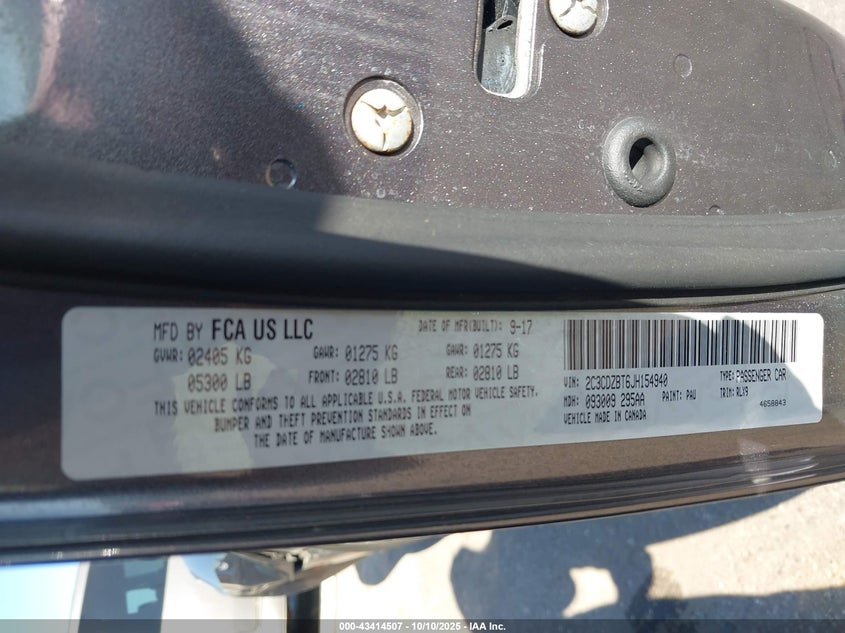 MFD BY FCA US LLC
DATE OF MFR(BUILT): 9-17
GVWR: 02405 KG GAWR: 01275 KG GAWR: 01275 KG
05300 LB FRONT: 02810 LB REAR: 02810 LB
THIS VEHICLE CONFORMS TO ALL APPLICABLE U.S.A. FEDERAL MOTOR VEHICLE SAFETY,
BUMPER AND THEFT PREVENTION STANDARDS IN EFFECT ON
THE DATE OF MANUFACTURE SHOWN ABOVE.
VIN: 2C3CDZBT6JH154940 TYPE: PASSENGER CAR
MDH: 093009 295AA PAINT: PAU TRIM: RLX9
VEHICLE MADE IN CANADA 4658843
000-43414507 - 10/10/2025 - IAA Inc.